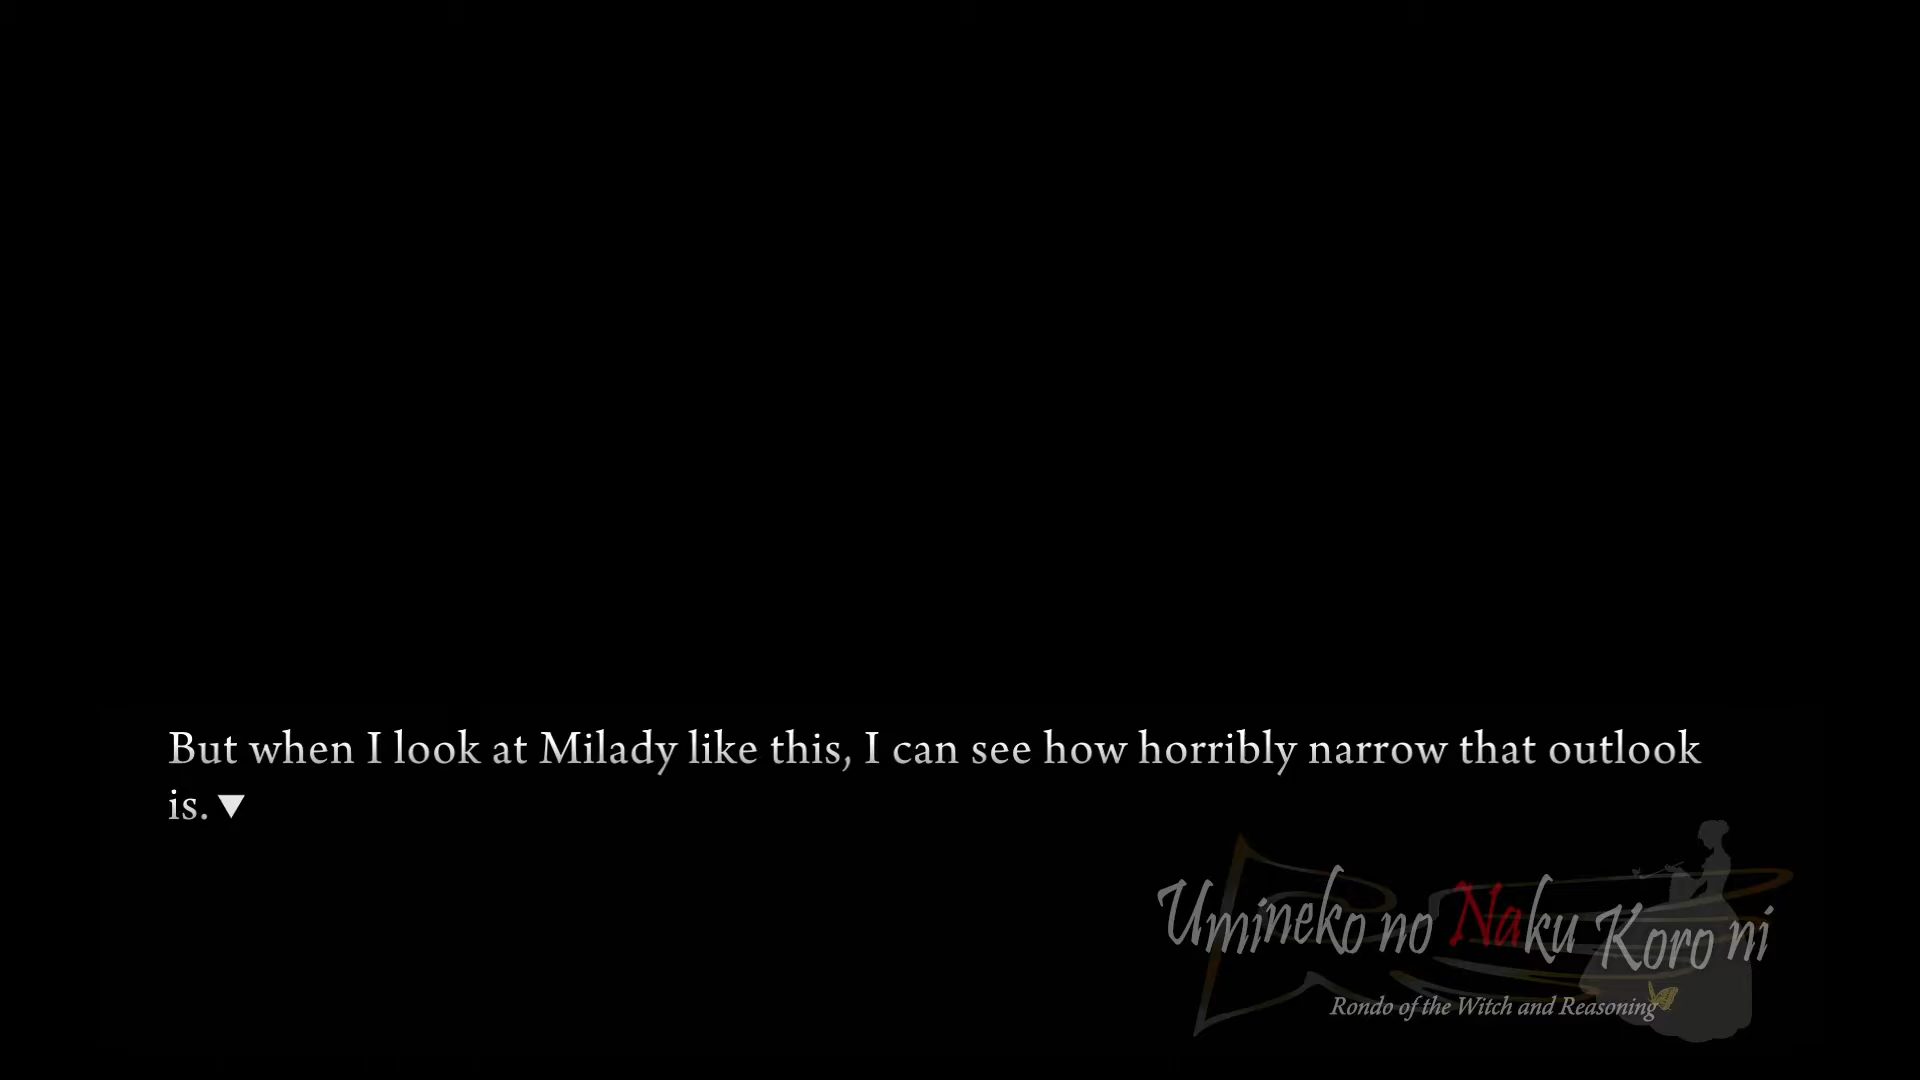 But when I look at Milady like this, I can see how horribly narrow that outlook
is.
Umineko no Naku Koro ni
Rondo of the Witch and Reasoning